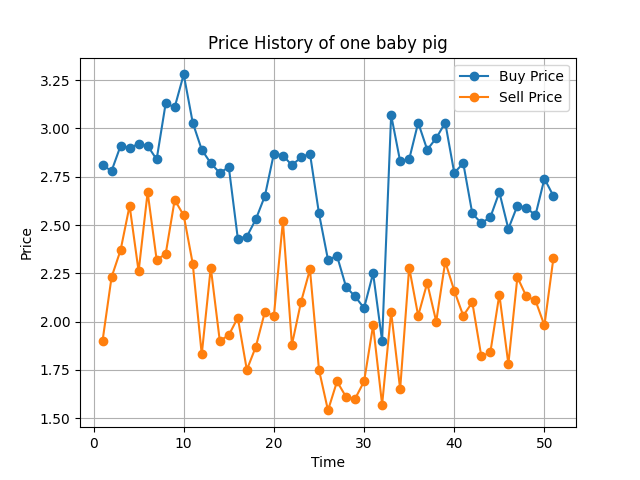 Price History of one baby pig
Buy Price
Sell Price
Price
3.25
3.00
2.75
2.50
2.25
2.00
1.75
1.50
0 10 20 30 40 50
Time